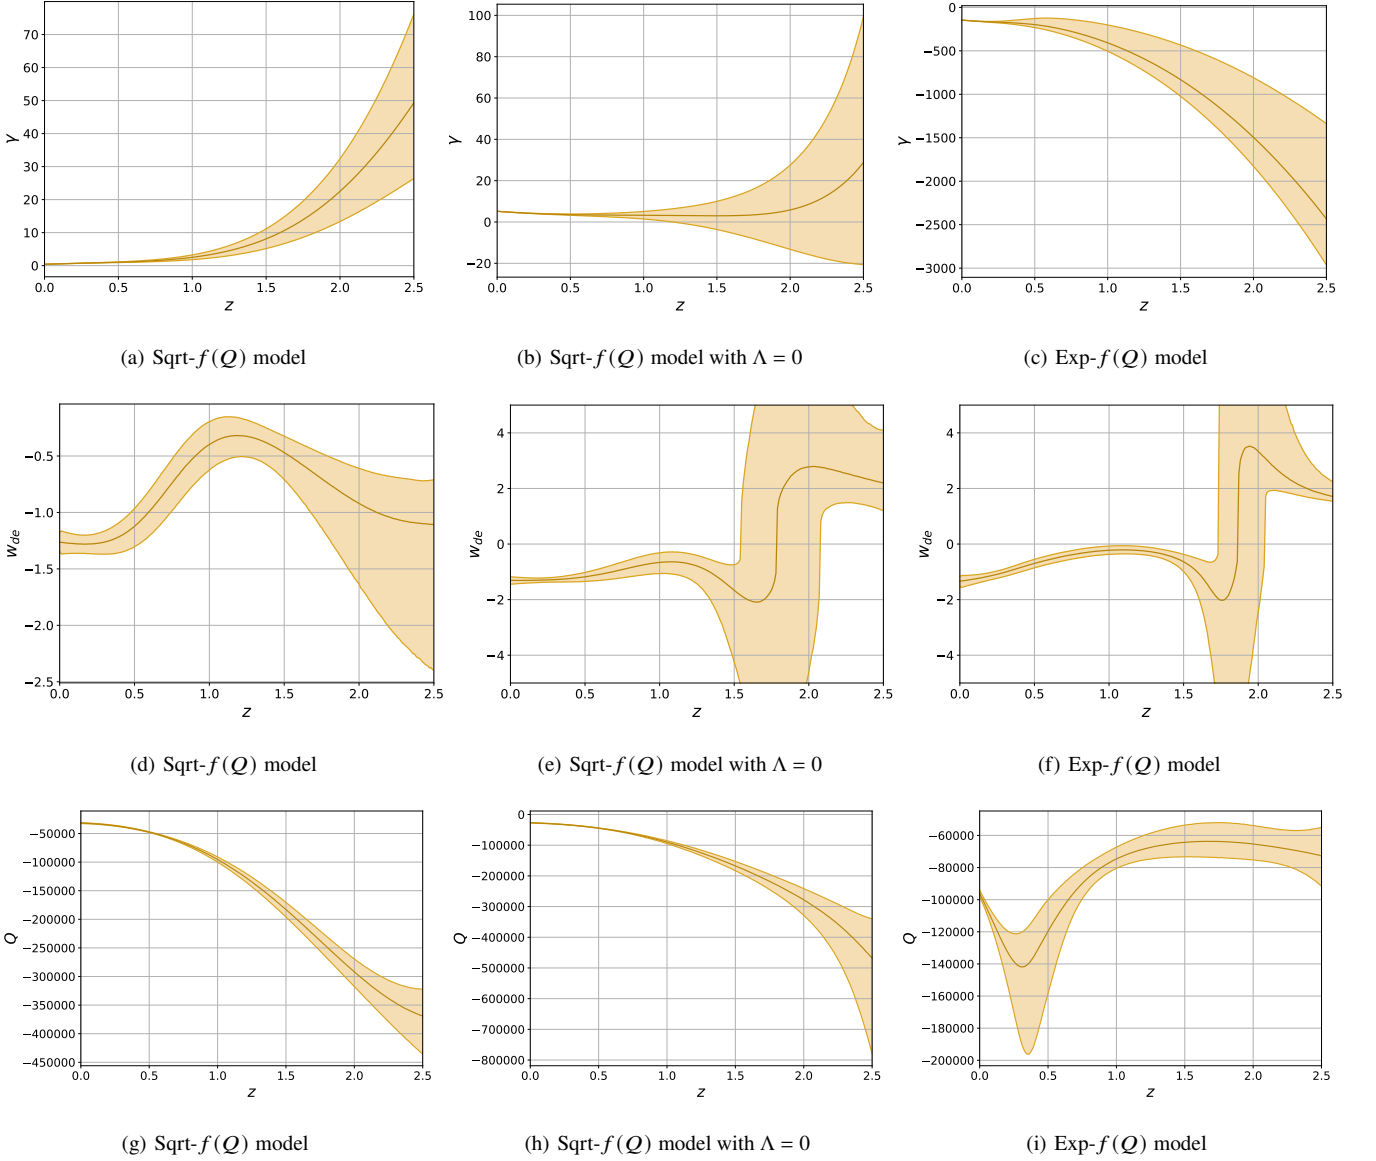 70
60
50
40
30
20
10
0
γ
0.0 0.5 1.0 1.5 2.0 2.5
z
(a) Sqrt-f(Q) model
100
80
60
40
20
0
−20
γ
0.0 0.5 1.0 1.5 2.0 2.5
z
(b) Sqrt-f(Q) model with Λ = 0
0
−500
−1000
−1500
−2000
−2500
−3000
γ
0.0 0.5 1.0 1.5 2.0 2.5
z
(c) Exp-f(Q) model
−0.5
−1.0
−1.5
−2.0
−2.5
w_de
0.0 0.5 1.0 1.5 2.0 2.5
z
(d) Sqrt-f(Q) model
4
2
0
−2
−4
w_de
0.0 0.5 1.0 1.5 2.0 2.5
z
(e) Sqrt-f(Q) model with Λ = 0
4
2
0
−2
−4
w_de
0.0 0.5 1.0 1.5 2.0 2.5
z
(f) Exp-f(Q) model
−50000
−100000
−150000
−200000
−250000
−300000
−350000
−400000
−450000
Q
0.0 0.5 1.0 1.5 2.0 2.5
z
(g) Sqrt-f(Q) model
0
−100000
−200000
−300000
−400000
−500000
−600000
−700000
−800000
Q
0.0 0.5 1.0 1.5 2.0 2.5
z
(h) Sqrt-f(Q) model with Λ = 0
−60000
−80000
−100000
−120000
−140000
−160000
−180000
−200000
Q
0.0 0.5 1.0 1.5 2.0 2.5
z
(i) Exp-f(Q) model